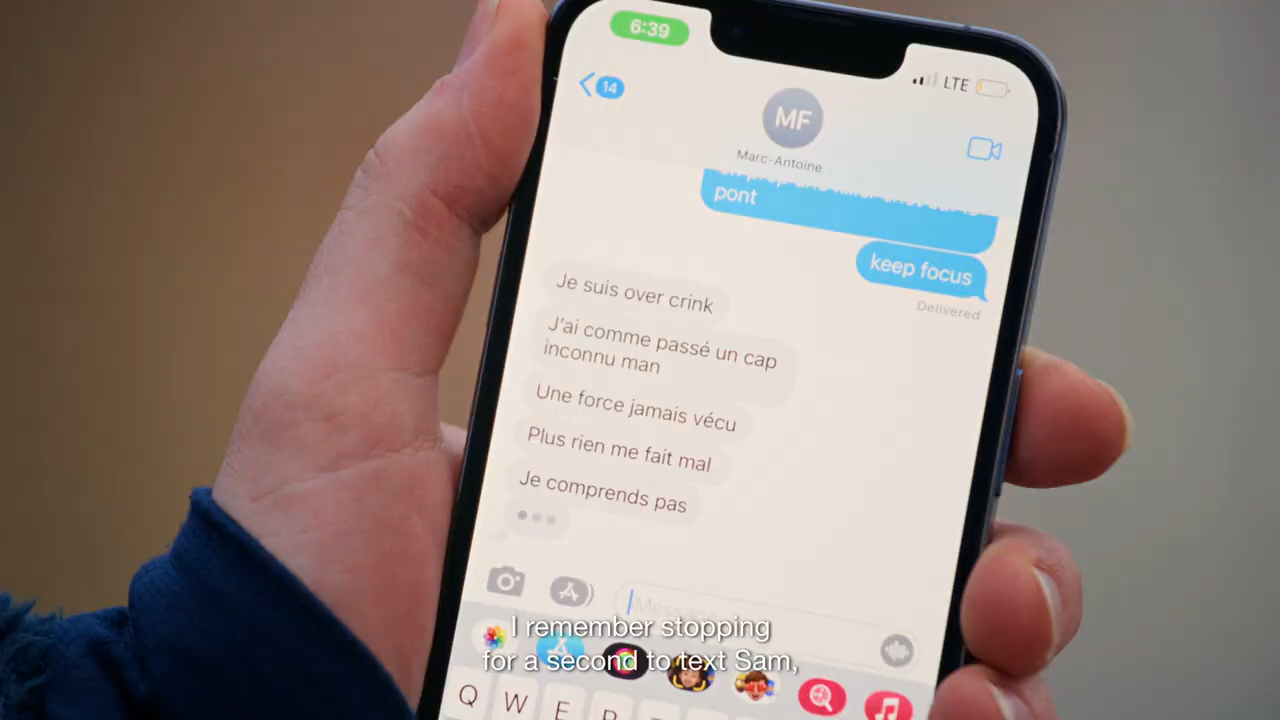 6:39
LTE
14
MF
Marc-Antoine
pont
keep focus
Delivered
Je suis over crink
J'ai comme passé un cap
inconnu man
Une force jamais vécu
Plus rien me fait mal
Je comprends pas
iMessage
I remember stopping
for a second to text Sam,
Q W E R